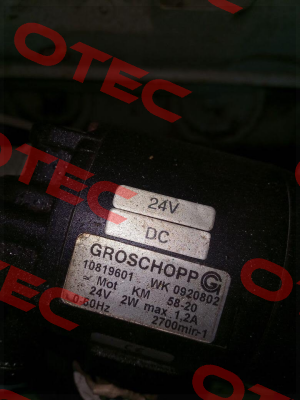 OTEC
OTEC
OTEC
OTEC
OTEC
24V
DC
GROSCHOPP G
10819601 WK 0920802
Mot KM 58-20
24V 2W max 1,2A
0-60Hz 2700min-1